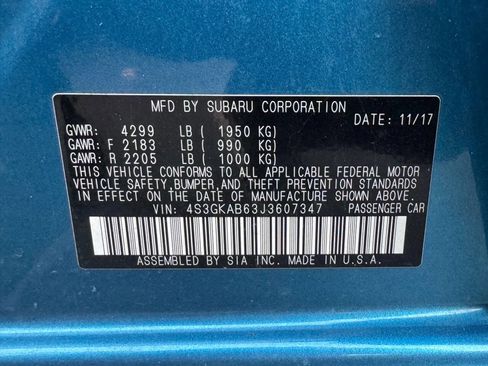 MFD BY SUBARU CORPORATION
DATE: 11/17
GVWR: 4299 LB ( 1950 KG)
GAWR: F 2183 LB ( 990 KG)
GAWR: R 2205 LB ( 1000 KG)
THIS VEHICLE CONFORMS TO ALL APPLICABLE FEDERAL MOTOR
VEHICLE SAFETY,BUMPER,AND THEFT PREVENTION STANDARDS
IN EFFECT ON THE DATE OF MANUFACTURE SHOWN ABOVE.
VIN: 4S3GKAB63J3607347 PASSENGER CAR
ASSEMBLED BY SIA INC. MADE IN U.S.A.